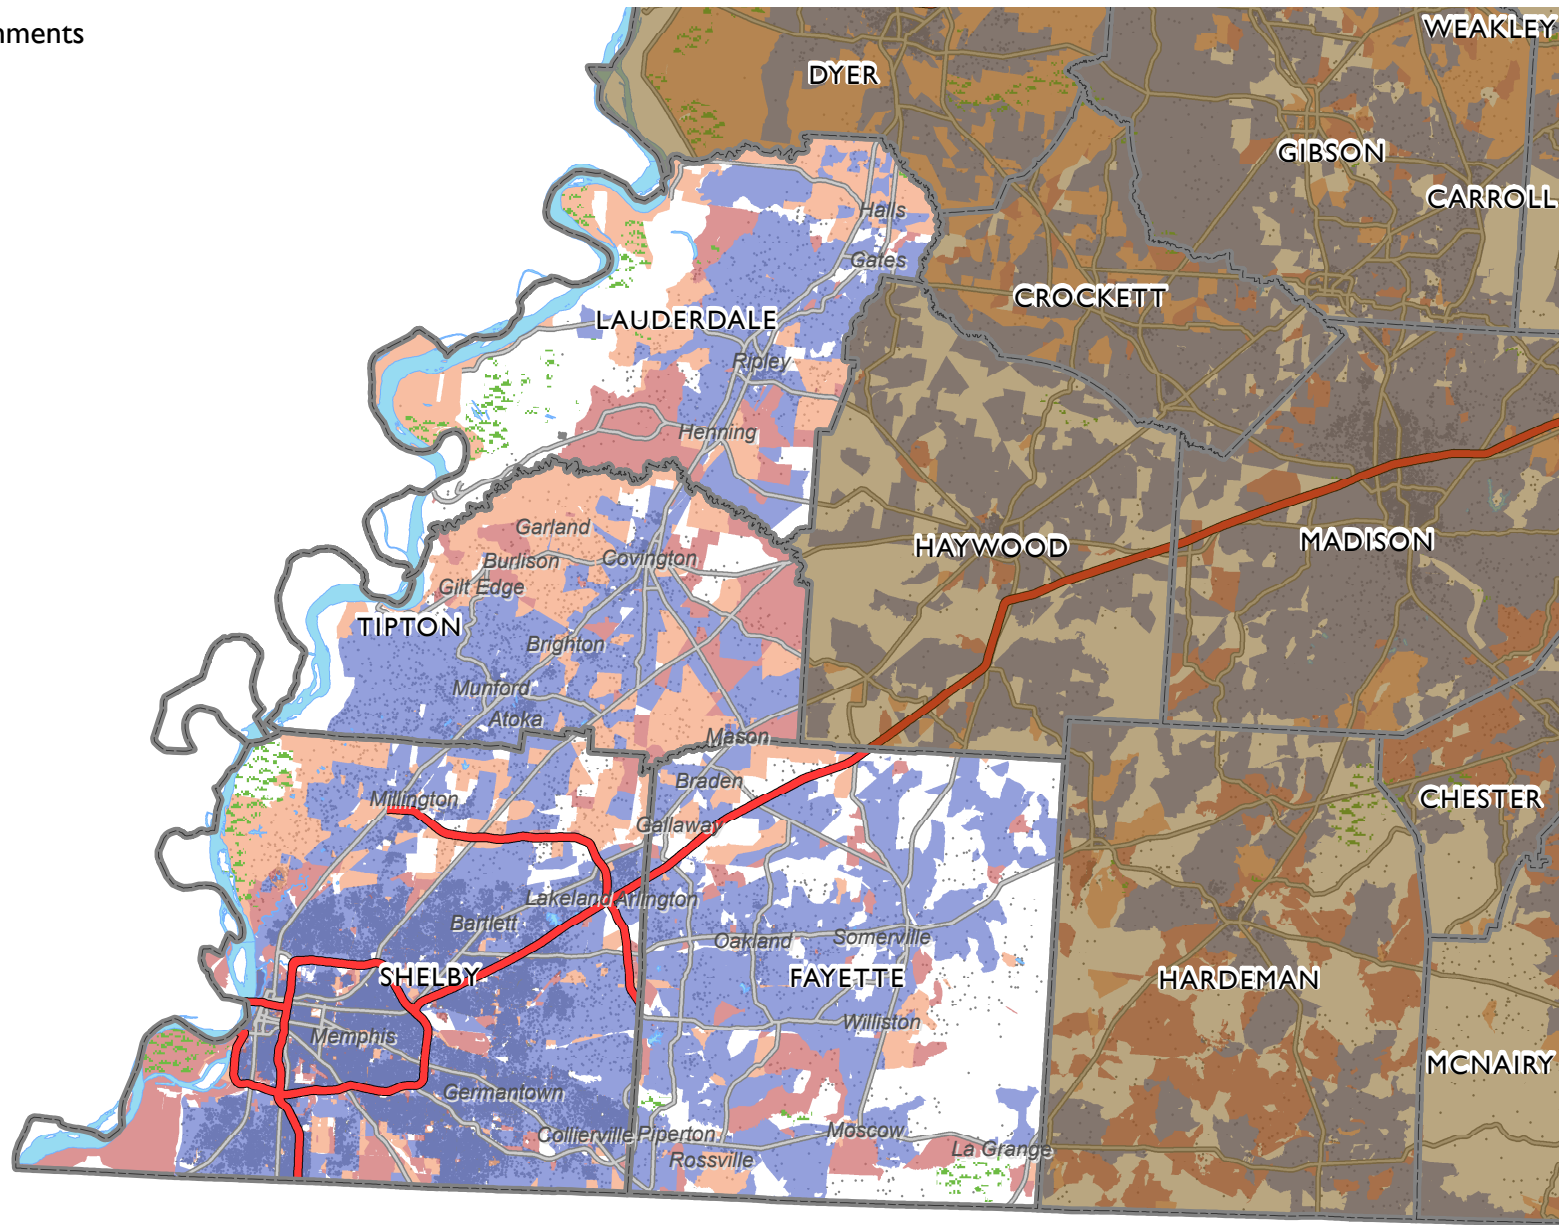 nments
WEAKLEY
DYER
GIBSON
CARROLL
Halls
Gates
CROCKETT
LAUDERDALE
Ripley
Henning
Garland
Covington
Burlison
Gilt Edge
HAYWOOD
MADISON
TIPTON
Brighton
Munford
Atoka
Mason
Braden
Millington
CHESTER
Gallaway
Lakeland
Arlington
Bartlett
Oakland
Somerville
SHELBY
FAYETTE
HARDEMAN
Williston
Memphis
MCNAIRY
Germantown
Collierville
Piperton
Moscow
La Grange
Rossville